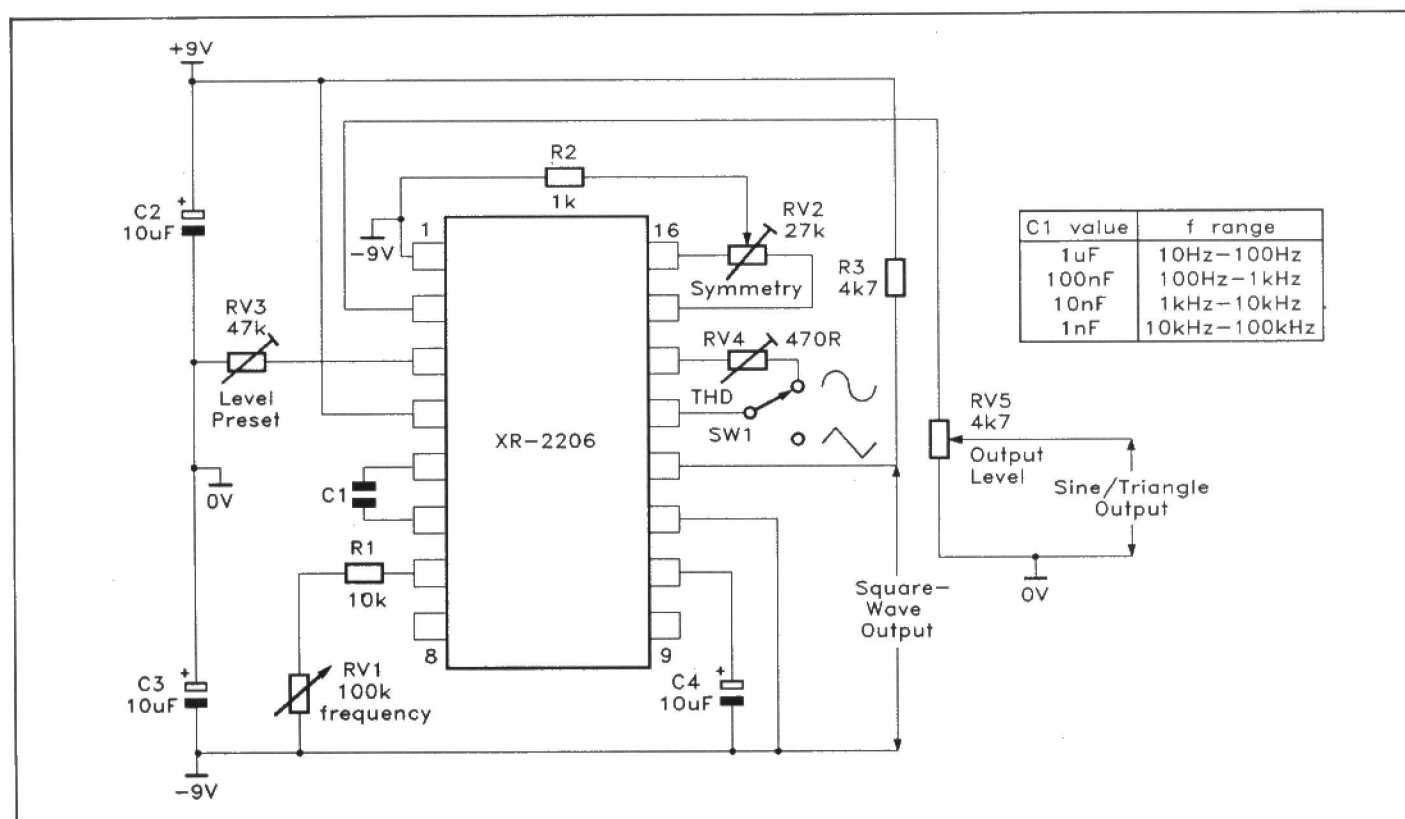 +9V
R2
1k
C2
10uF
-9V
1
16
RV2
27k
Symmetry
R3
4k7
C1 value f range
1uF 10Hz-100Hz
100nF 100Hz-1kHz
10nF 1kHz-10kHz
1nF 10kHz-100kHz
RV3
47k
Level
Preset
RV4
470R
THD
SW1
XR-2206
RV5
4k7
Output
Level
Sine/Triangle
Output
0V
C1
R1
10k
0V
Square-
Wave
Output
8
9
RV1
100k
frequency
C3
10uF
C4
10uF
-9V
+
+
+